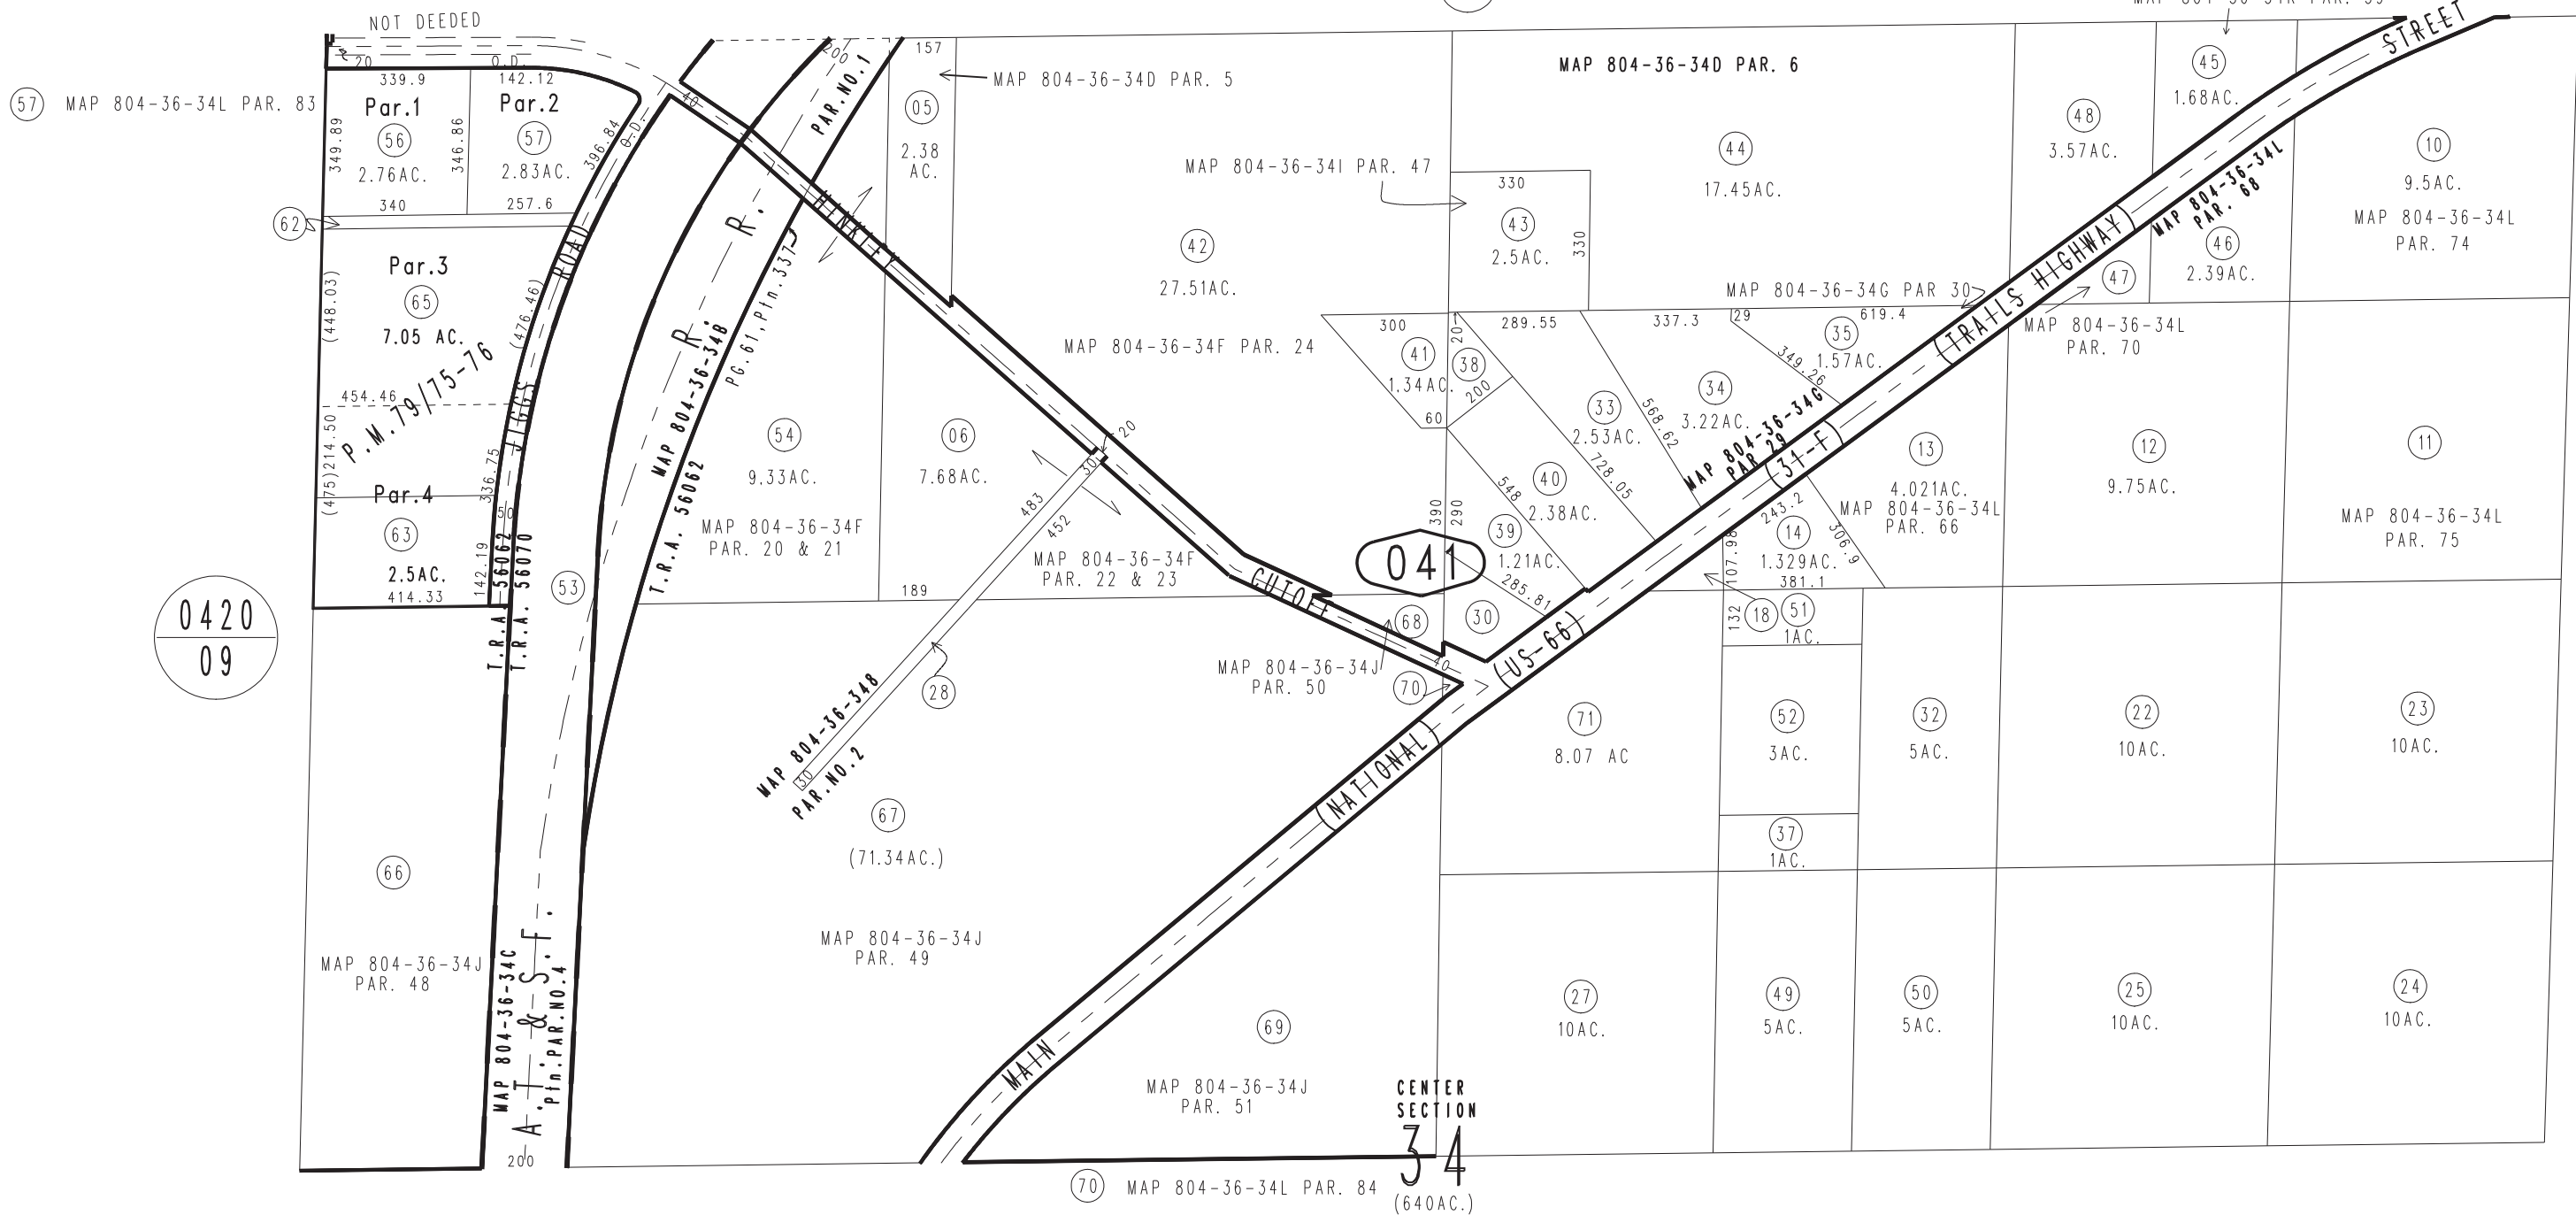 NOT DEEDED
20
O.D.
339.9
142.12
57 MAP 804-36-34L PAR. 83
Par.1
56
2.76AC.
349.89
346.86
340
Par.2
57
2.83AC.
257.6
396.84
O.D.
62
Par.3
65
7.05 AC.
(448.03)
(476.46)
454.46
P.M.79/75-76
(475)214.50
336.75
Par.4
50
63
2.5AC.
414.33
142.19
T.R.A. 56062
T.R.A. 56070
JIGGS ROAD
0420
09
53
40
200
PAR.NO.1
R. R.
MAP 804-36-34B
PG.61,Ptn.337
T.R.A. 56062
HINKLEY
CUTOFF
157
05
2.38
AC.
MAP 804-36-34D PAR. 5
42
27.51AC.
MAP 804-36-34F PAR. 24
54
9.33AC.
MAP 804-36-34F
PAR. 20 & 21
06
7.68AC.
189
20
30
483
452
MAP 804-36-34F
PAR. 22 & 23
MAP 804-36-34D PAR. 6
44
17.45AC.
MAP 804-36-34I PAR. 47
330
43
2.5AC.
330
MAP 804-36-34G PAR 30
300
20
289.55
337.3
29
619.4
41
1.34AC.
60
38
200
33
2.53AC.
728.05
568.62
34
3.22AC.
349.26
35
1.57AC.
MAP 804-36-34G
PAR 29
40
2.38AC.
548
390
290
39
1.21AC.
285.81
041
30
68
40
70
MAP 804-36-34J
PAR. 50
48
3.57AC.
45
1.68AC.
STREET
10
9.5AC.
MAP 804-36-34L
PAR. 74
MAP 804-36-34L
PAR. 68
46
2.39AC.
47
MAP 804-36-34L
PAR. 70
(TRAILS HIGHWAY)
(31-F)
(US-66)
(NATIONAL)
MAIN
13
4.021AC.
MAP 804-36-34L
PAR. 66
243.2
306.9
14
1.329AC.
381.1
107.98
12
9.75AC.
11
MAP 804-36-34L
PAR. 75
132
18
51
1AC.
52
3AC.
37
1AC.
71
8.07 AC
32
5AC.
22
10AC.
23
10AC.
27
10AC.
49
5AC.
50
5AC.
25
10AC.
24
10AC.
28
MAP 804-36-348
PAR.NO.2
30
67
(71.34AC.)
MAP 804-36-34J
PAR. 49
66
MAP 804-36-34J
PAR. 48
MAP 804-36-34C
A. T. & S. F.
Ptn.PAR.NO.4
200
69
MAP 804-36-34J
PAR. 51
CENTER
SECTION
34
(640AC.)
70 MAP 804-36-34L PAR. 84